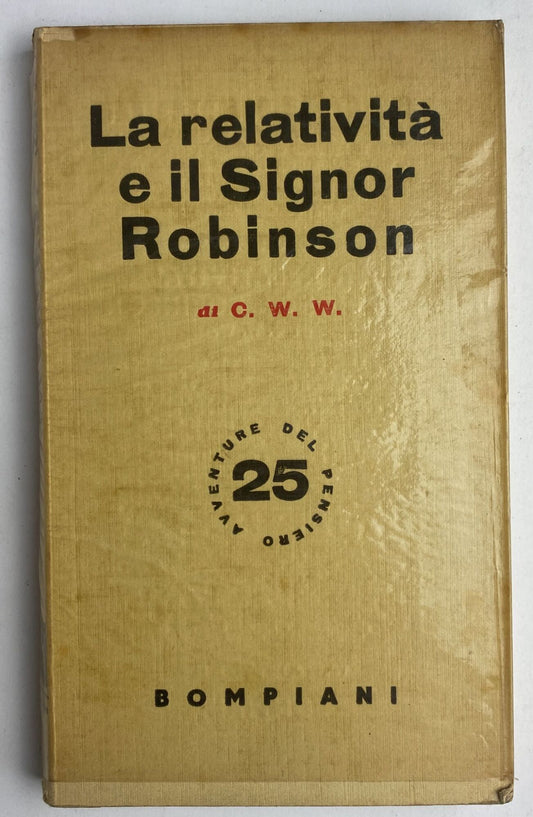 La relatività
e il Signor
Robinson
di C. W. W.
AVVENTURE DEL PENSIERO
25
BOMPIANI